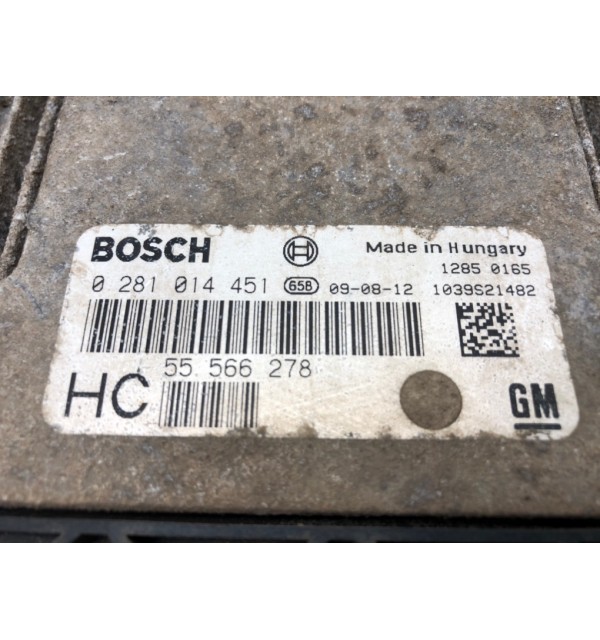 BOSCH Made in Hungary
1285 0165
0 281 014 451 658 09-08-12 1039S21482
55 566 278
HC
GM